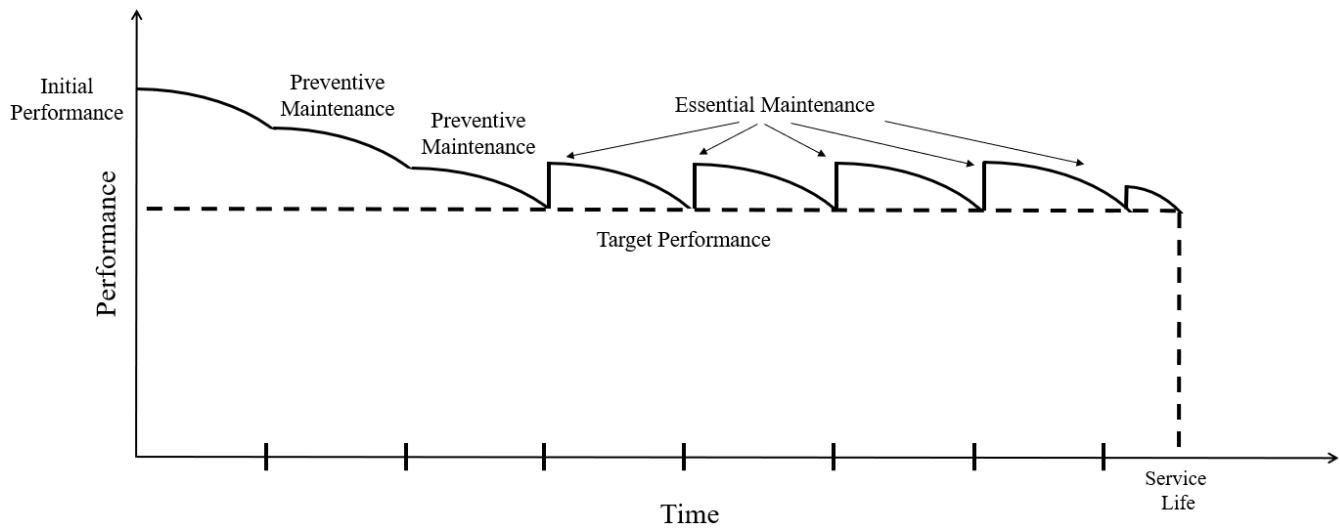 Initial
Performance
Preventive
Maintenance
Preventive
Maintenance
Essential Maintenance
Target Performance
Performance
Service
Life
Time